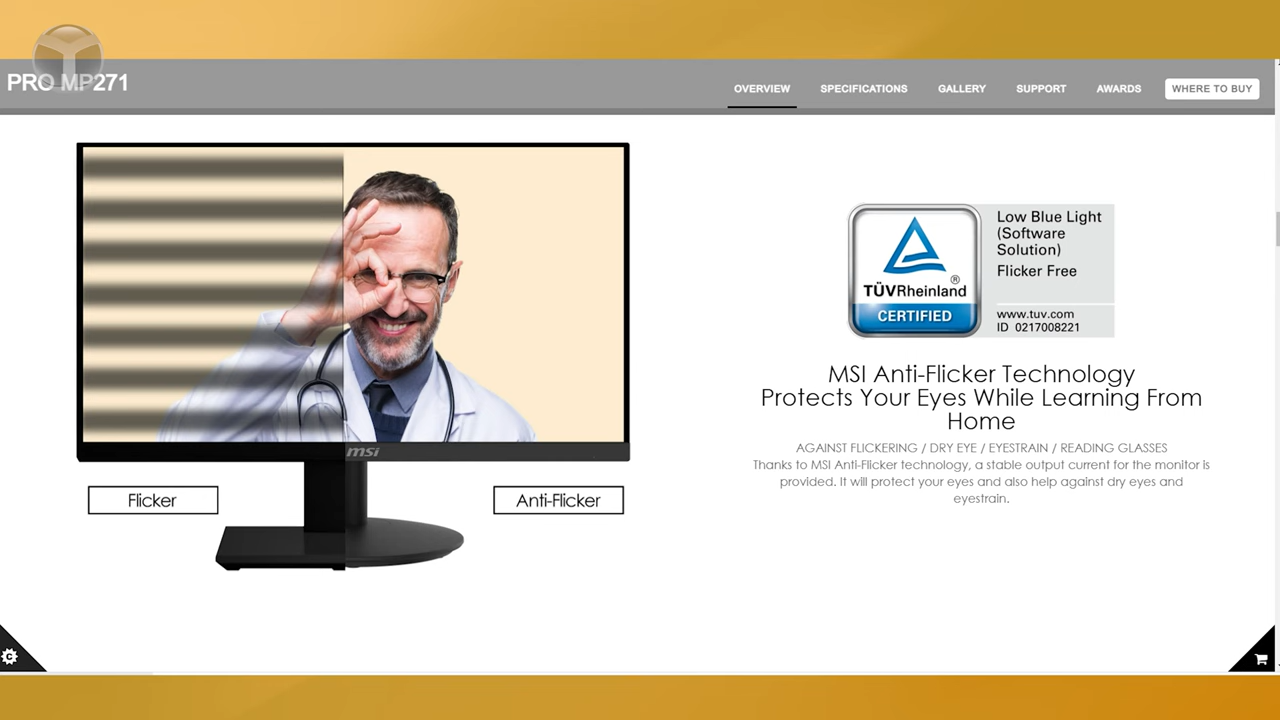 PRO MP271
OVERVIEW
SPECIFICATIONS
GALLERY
SUPPORT
AWARDS
WHERE TO BUY
msi
Flicker
Anti-Flicker
TÜVRheinland®
CERTIFIED
Low Blue Light
(Software
Solution)
Flicker Free
www.tuv.com
ID 0217008221
MSI Anti-Flicker Technology
Protects Your Eyes While Learning From
Home
AGAINST FLICKERING / DRY EYE / EYESTRAIN / READING GLASSES
Thanks to MSI Anti-Flicker technology, a stable output current for the monitor is
provided. It will protect your eyes and also help against dry eyes and
eyestrain.